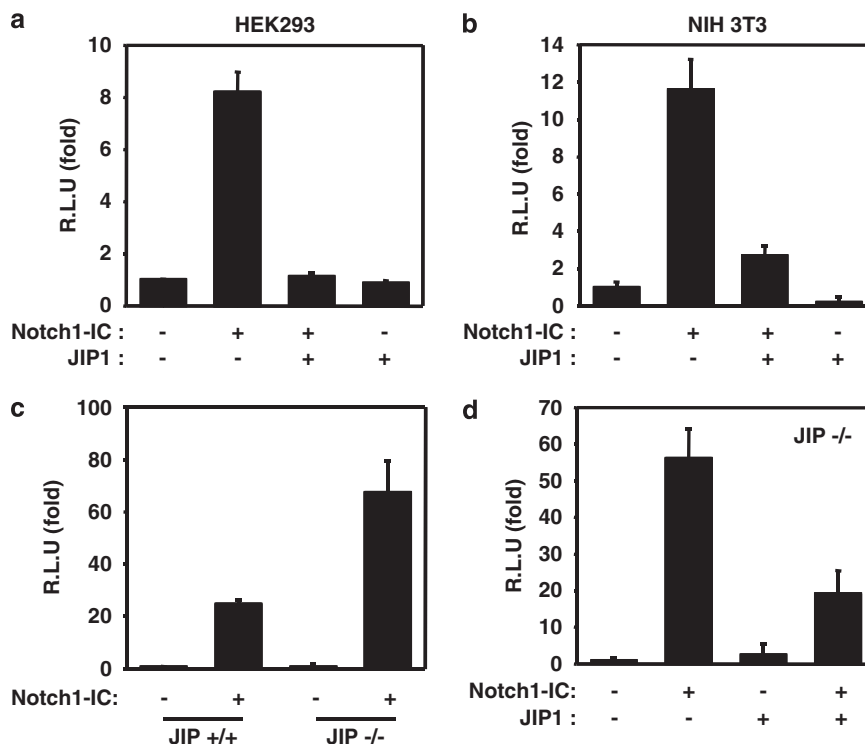 a
HEK293
10
8
6
4
2
0
R.L.U (fold)
Notch1-IC : - + + -
JIP1 : - - + +
b
NIH 3T3
14
12
10
8
6
4
2
0
R.L.U (fold)
Notch1-IC : - + + -
JIP1 : - - + +
c
100
80
60
40
20
0
R.L.U (fold)
Notch1-IC: - + - +
JIP +/+ JIP -/-
d
JIP -/-
70
60
50
40
30
20
10
0
R.L.U (fold)
Notch1-IC : - + - +
JIP1 : - - + +